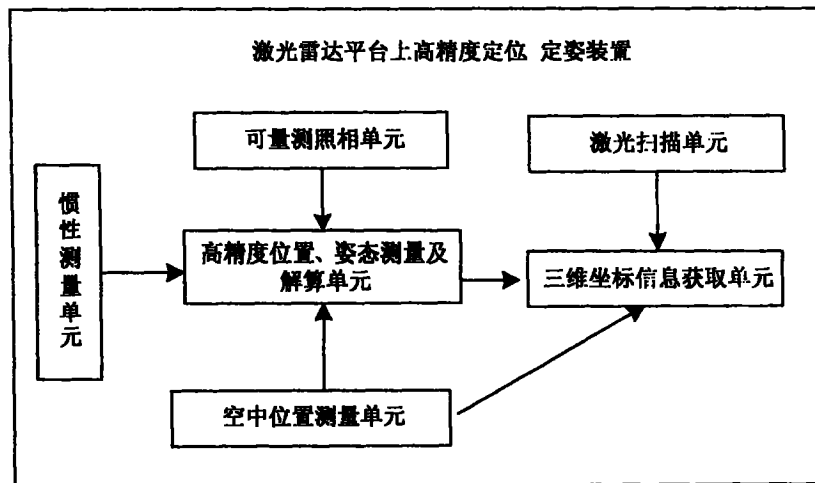 激光雷达平台上高精度定位 定姿装置
可量测照相单元
激光扫描单元
惯性测量单元
高精度位置、姿态测量及
解算单元
三维坐标信息获取单元
空中位置测量单元